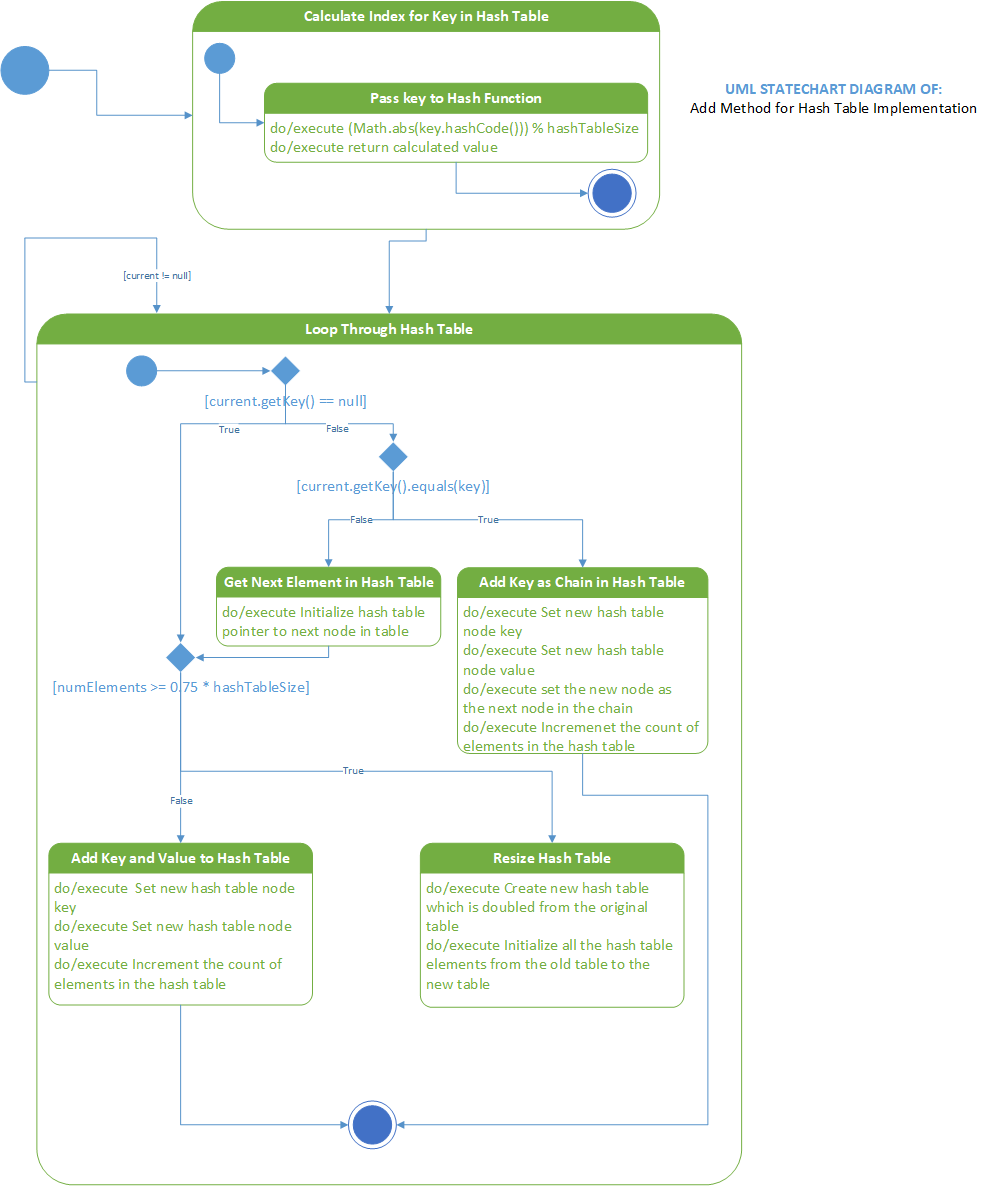 Calculate Index for Key in Hash Table
UML STATECHART DIAGRAM OF:
Add Method for Hash Table Implementation
Pass key to Hash Function
do/execute (Math.abs(key.hashCode())) % hashTableSize
do/execute return calculated value
[current != null]
Loop Through Hash Table
[current.getKey() == null]
True
False
[current.getKey().equals(key)]
False
True
Get Next Element in Hash Table
do/execute Initialize hash table
pointer to next node in table
Add Key as Chain in Hash Table
do/execute Set new hash table
node key
do/execute Set new hash table
node value
do/execute set the new node as
the next node in the chain
do/execute Incremenet the count of
elements in the hash table
[numElements >= 0.75 * hashTableSize]
True
False
Add Key and Value to Hash Table
do/execute  Set new hash table node
key
do/execute Set new hash table node
value
do/execute Increment the count of
elements in the hash table
Resize Hash Table
do/execute Create new hash table
which is doubled from the original
table
do/execute Initialize all the hash table
elements from the old table to the
new table